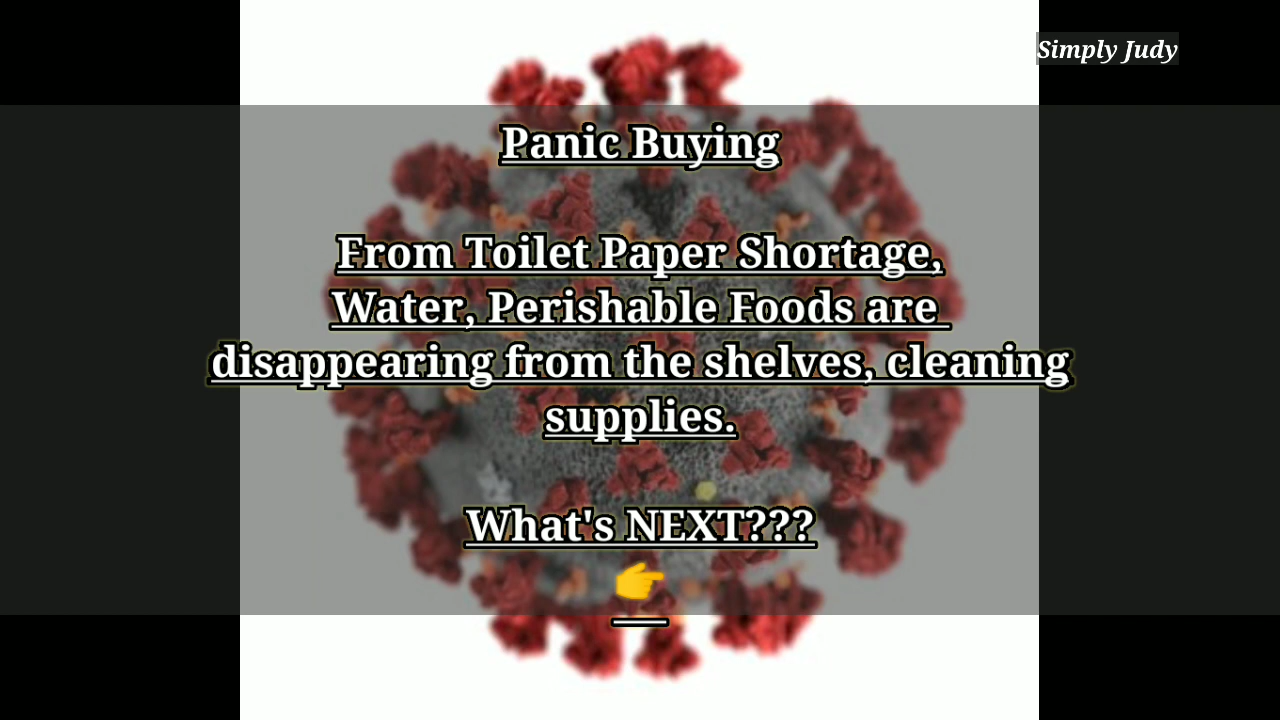 Simply Judy
Panic Buying
From Toilet Paper Shortage,
Water, Perishable Foods are
disappearing from the shelves, cleaning
supplies.
What's NEXT???
👉